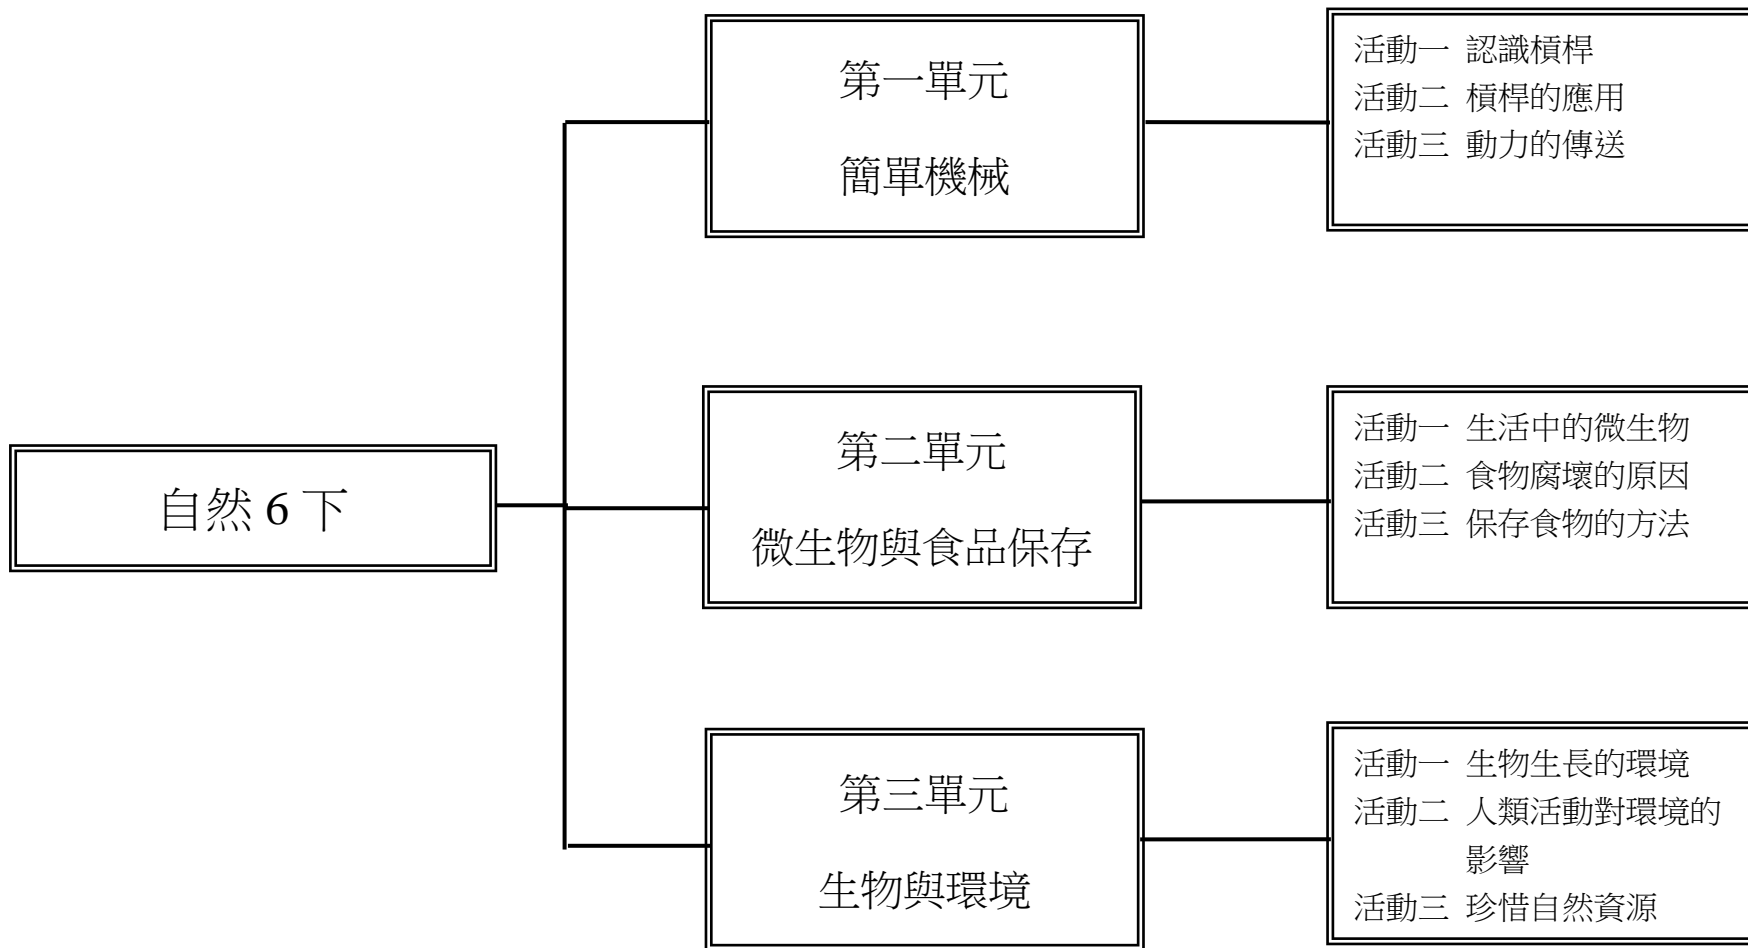 自然 6 下
第一單元
簡單機械
活動一 認識槓桿
活動二 槓桿的應用
活動三 動力的傳送
第二單元
微生物與食品保存
活動一 生活中的微生物
活動二 食物腐壞的原因
活動三 保存食物的方法
第三單元
生物與環境
活動一 生物生長的環境
活動二 人類活動對環境的
影響
活動三 珍惜自然資源